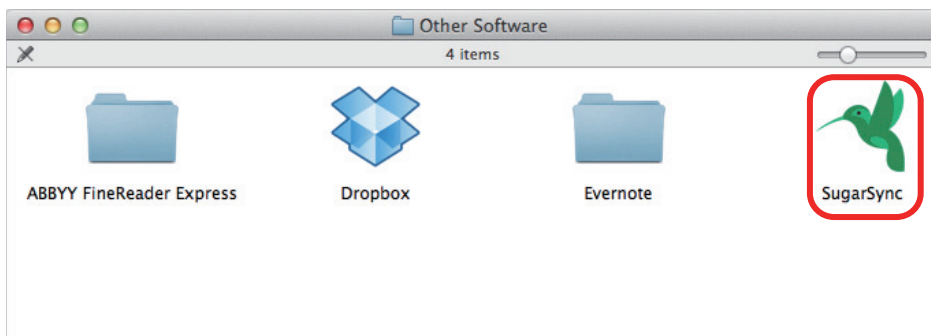 Other Software
4 items
ABBYY FineReader Express
Dropbox
Evernote
SugarSync